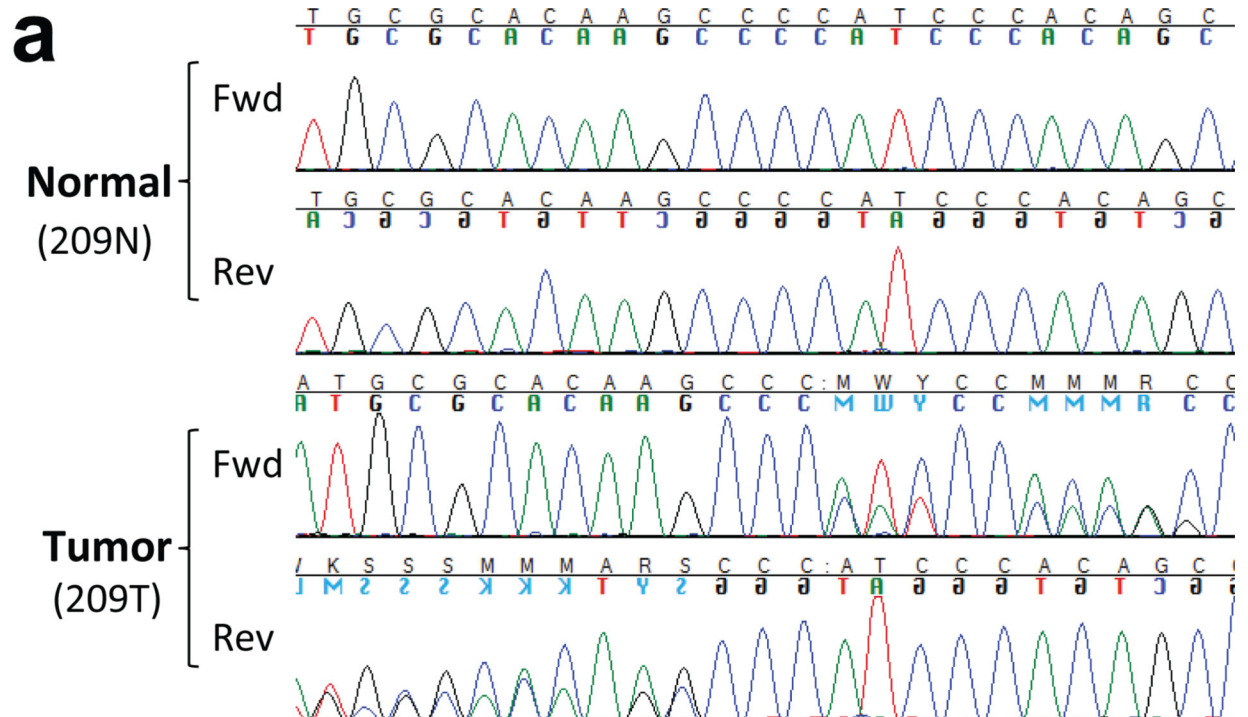 a
T G C G C A C A A G C C C C A T C C C A C A G C
T G C G C A C A A G C C C C A T C C C A C A G C
Fwd
Normal
(209N)
T G C G C A C A A G C C C C A T C C C A C A G C
A C G C G T G T T C G G G G T A G G G T G T C G
Rev
A T G C G C A C A A G C C C : M W Y C C M M M R C C
A T G C G C A C A A G C C C M W Y C C M M M R C C
Fwd
Tumor
(209T)
K S S S M M M A R S C C C : A T C C C A C A G C
M S S S K K K T Y S G G G T A G G G T G T C G
Rev